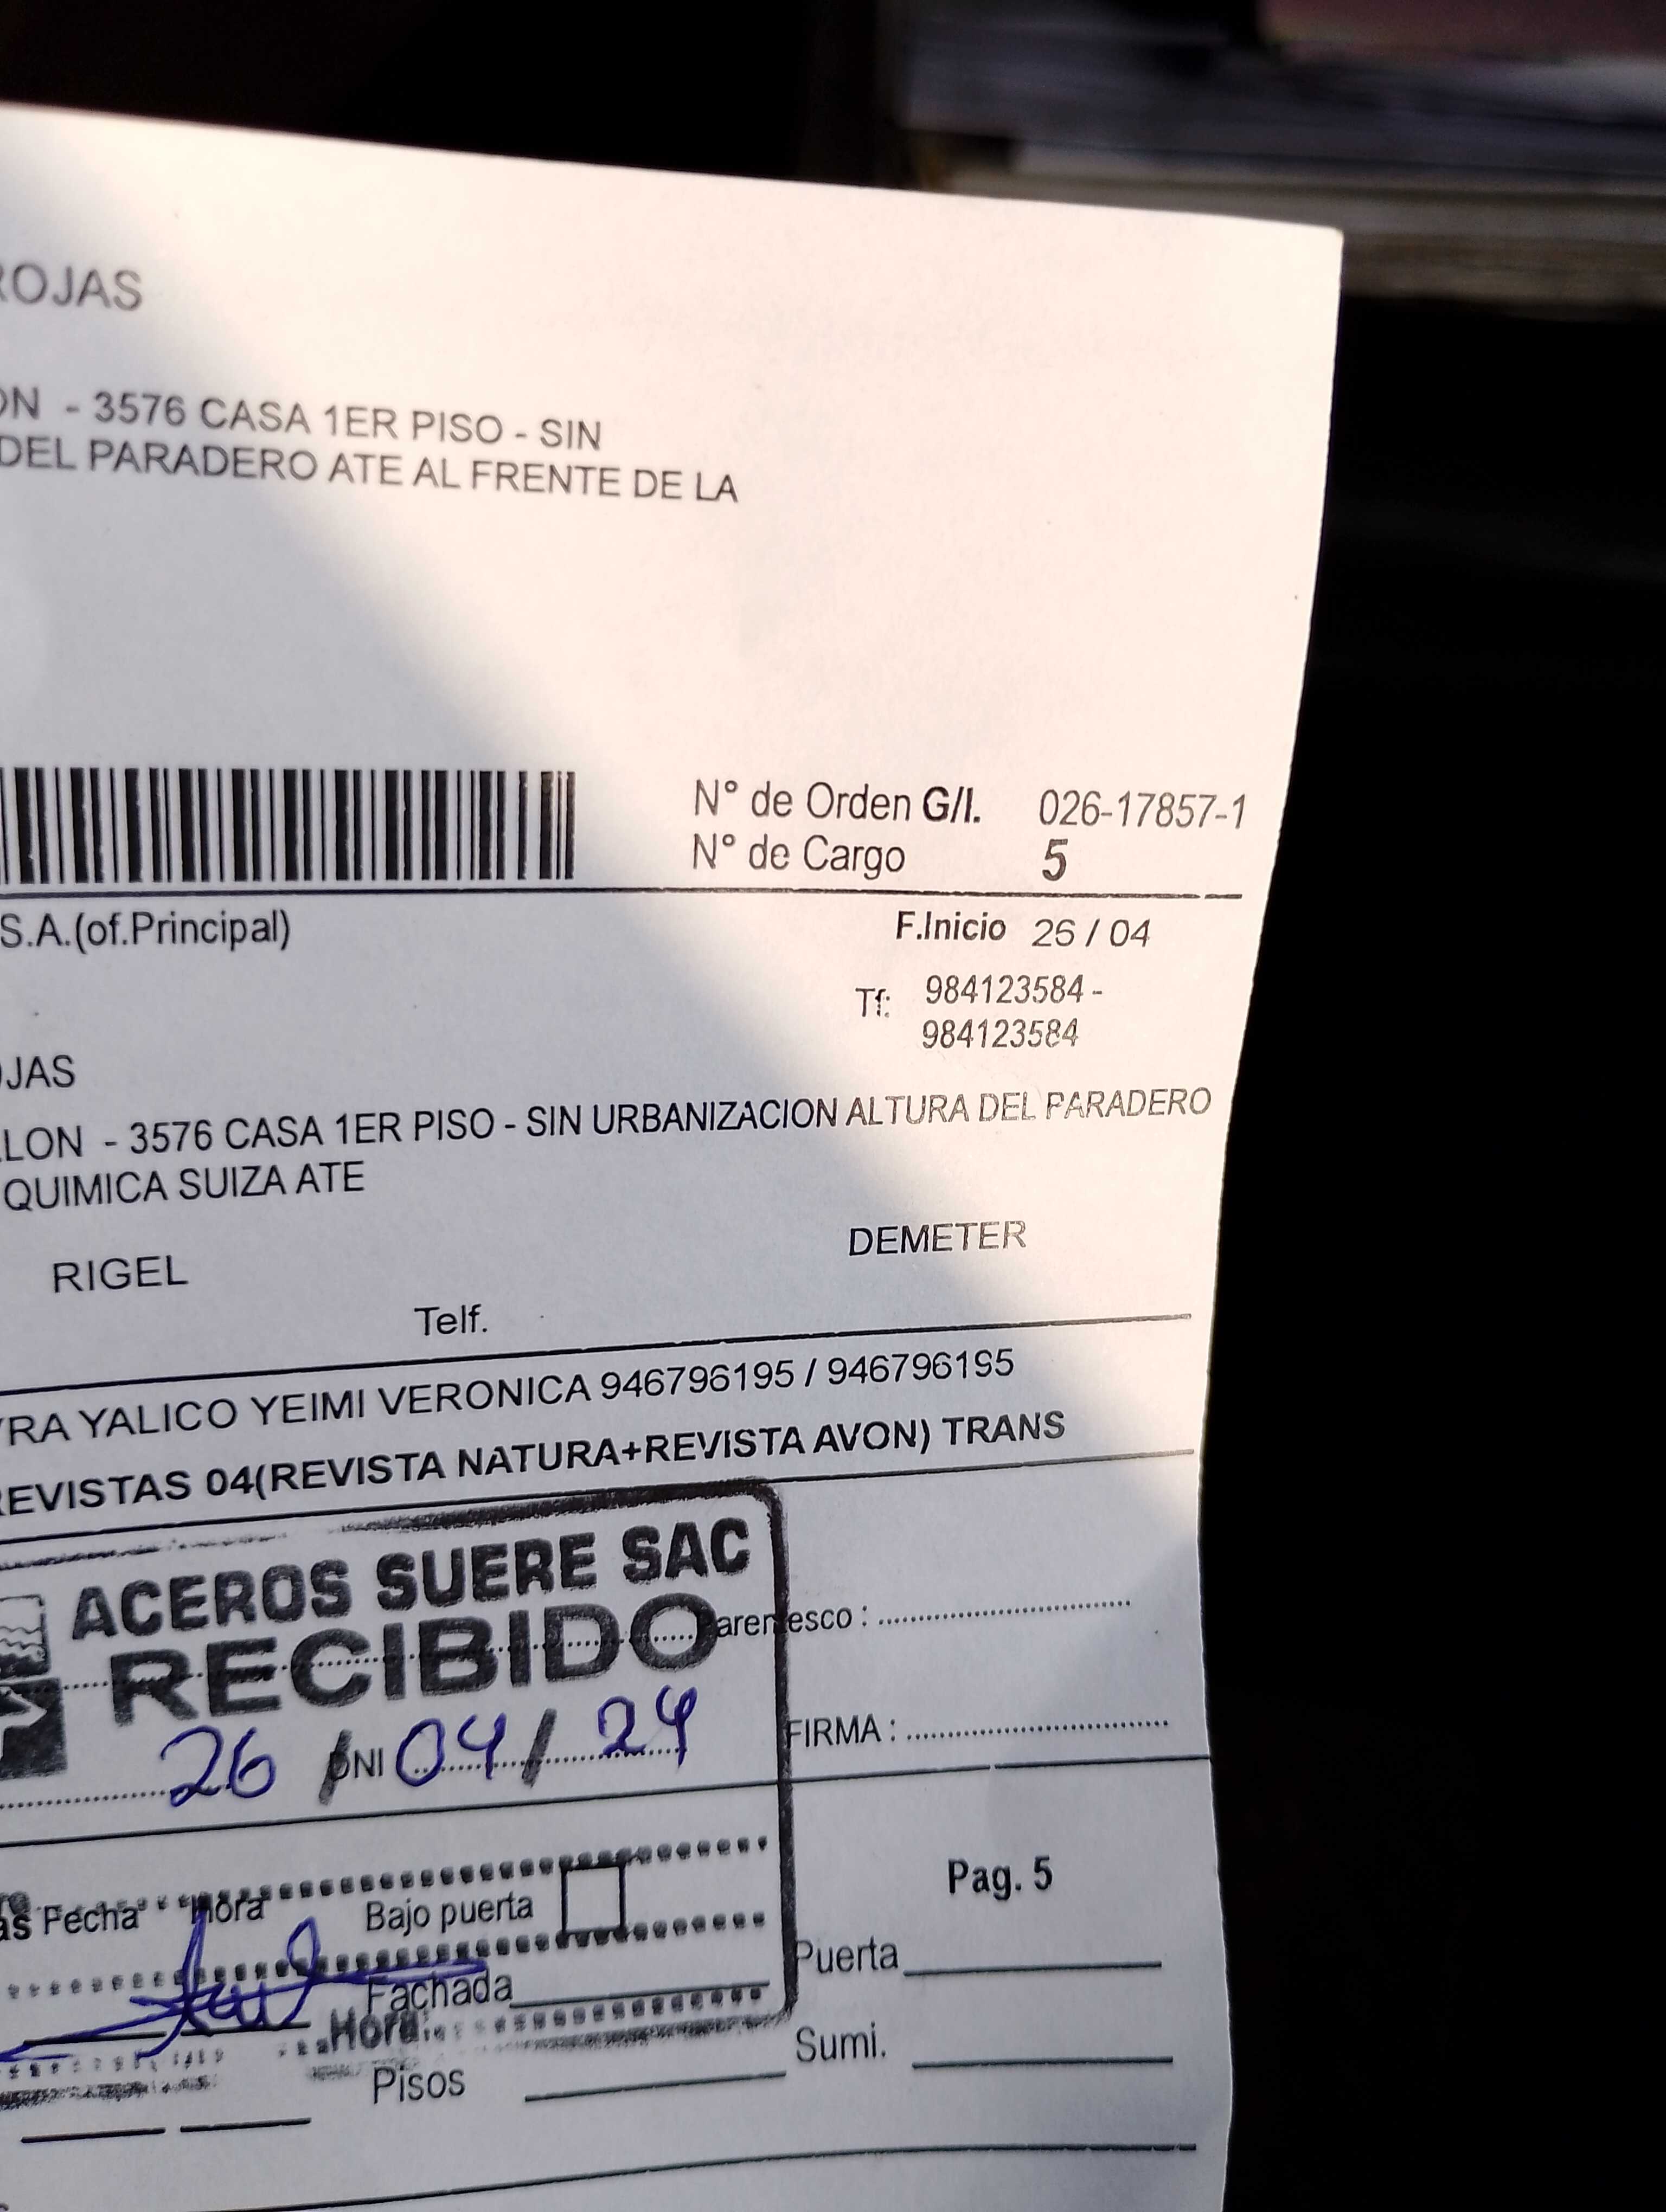 ROJAS
ON - 3576 CASA 1ER PISO - SIN
DEL PARADERO ATE AL FRENTE DE LA
N° de Orden G/I. 026-17857-1
N° de Cargo 5
S.A.(of.Principal) F.Inicio 26 / 04
Tf: 984123584 -
984123584
OJAS
LLON - 3576 CASA 1ER PISO - SIN URBANIZACION ALTURA DEL PARADERO
QUIMICA SUIZA ATE
RIGEL DEMETER
Telf.
YRA YALICO YEIMI VERONICA 946796195 / 946796195
REVISTAS 04(REVISTA NATURA+REVISTA AVON) TRANS
ACEROS SUERE SAC
RECIBIDO
Parentesco :
26 / 04 / 24
DNI FIRMA :
Pag. 5
as Fecha Hora Bajo puerta
Puerta
Fachada
Hora:
Sumi.
Pisos